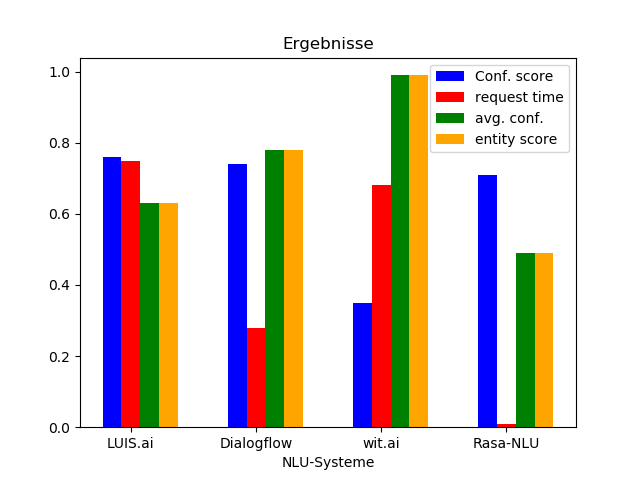 Ergebnisse
1.0
0.8
0.6
0.4
0.2
0.0
Conf. score
request time
avg. conf.
entity score
LUIS.ai Dialogflow wit.ai Rasa-NLU
NLU-Systeme